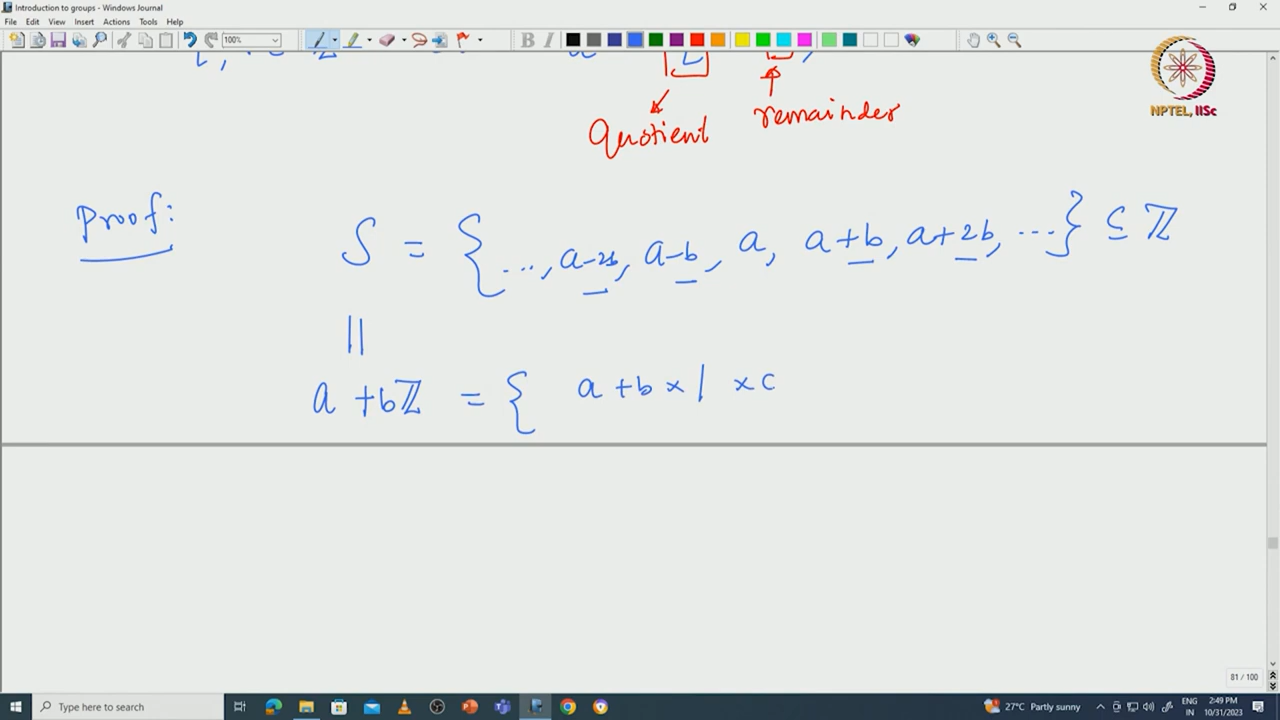 Introduction to groups - Windows Journal
File Edit View Insert Actions Tools Help
100%
NPTEL, IISc
Quotient remainder
Proof: S = {..., a-2b, a-b, a, a+b, a+2b, ...} ⊆ ℤ
||
a + bℤ = { a + b x | x
81 / 100
Type here to search
27°C Partly sunny
ENG
IN
2:49 PM
10/31/2023